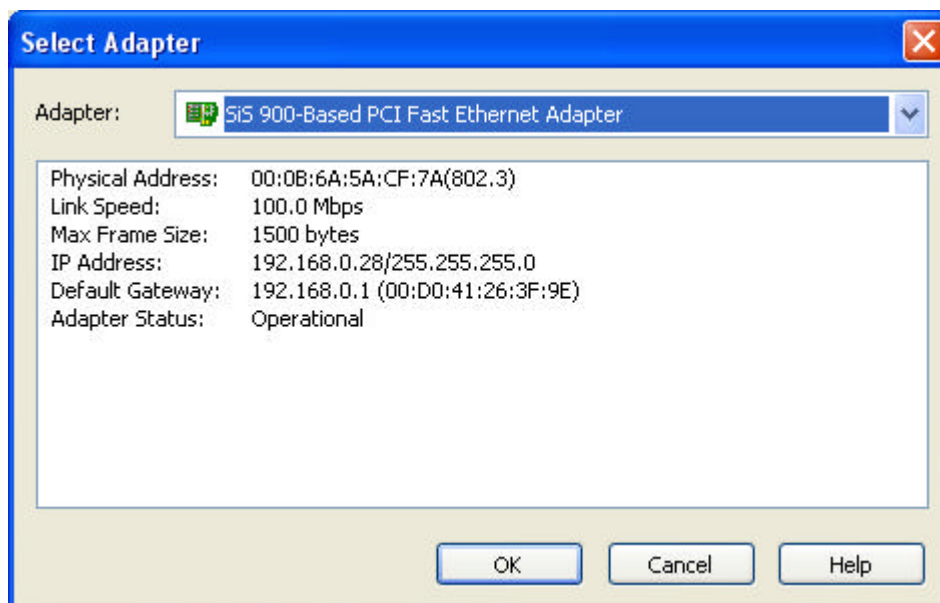 Select Adapter
Adapter: SiS 900-Based PCI Fast Ethernet Adapter
Physical Address: 00:0B:6A:5A:CF:7A(802.3)
Link Speed: 100.0 Mbps
Max Frame Size: 1500 bytes
IP Address: 192.168.0.28/255.255.255.0
Default Gateway: 192.168.0.1 (00:D0:41:26:3F:9E)
Adapter Status: Operational
OK Cancel Help